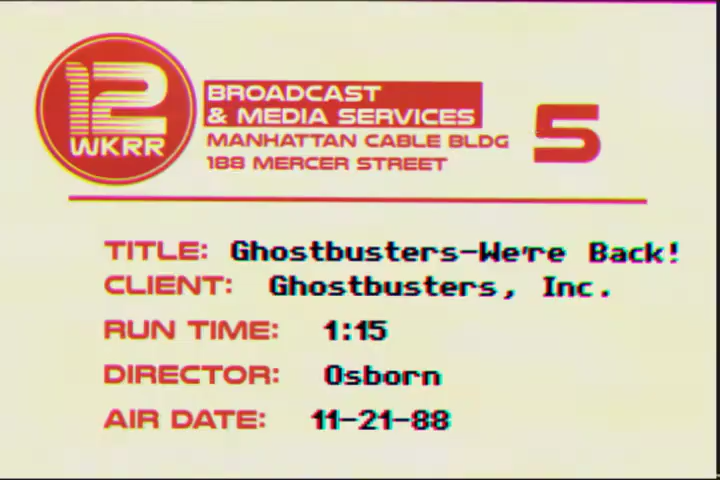 12
WKRR
BROADCAST
& MEDIA SERVICES
MANHATTAN CABLE BLDG
188 MERCER STREET
5
TITLE: Ghostbusters-We're Back!
CLIENT: Ghostbusters, Inc.
RUN TIME: 1:15
DIRECTOR: Osborn
AIR DATE: 11-21-88